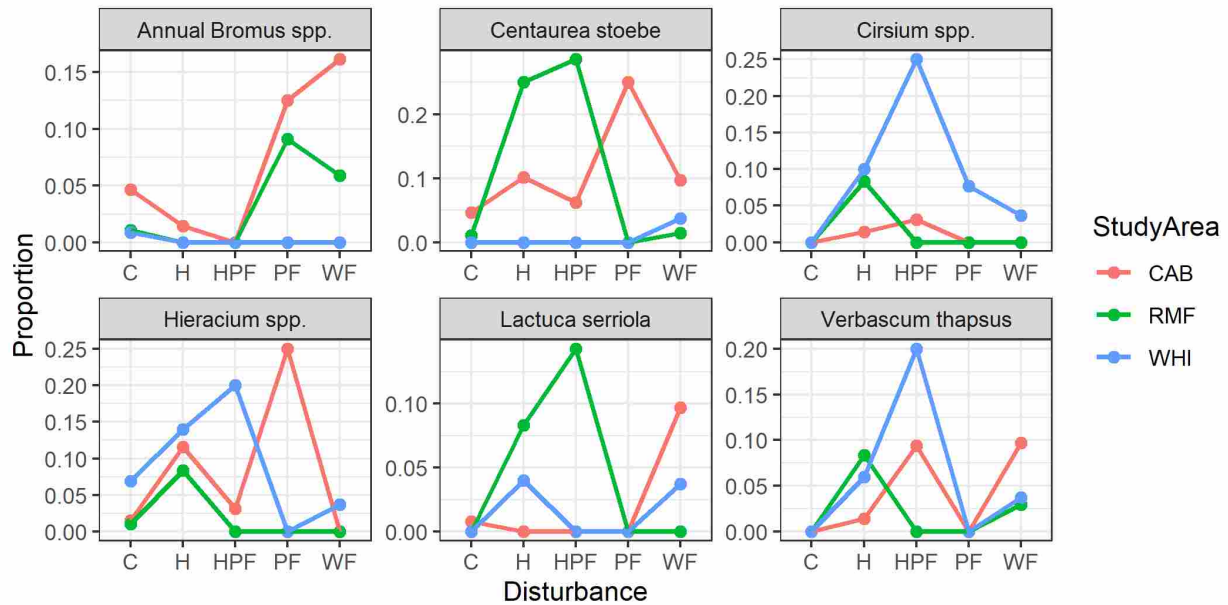 Annual Bromus spp.
Centaurea stoebe
Cirsium spp.
0.15
0.10
0.05
0.00
0.2
0.1
0.0
0.25
0.20
0.15
0.10
0.05
0.00
C H HPF PF WF
C H HPF PF WF
C H HPF PF WF
Hieracium spp.
Lactuca serriola
Verbascum thapsus
0.25
0.20
0.15
0.10
0.05
0.00
0.10
0.05
0.00
0.20
0.15
0.10
0.05
0.00
C H HPF PF WF
C H HPF PF WF
C H HPF PF WF
Proportion
Disturbance
StudyArea
CAB
RMF
WHI